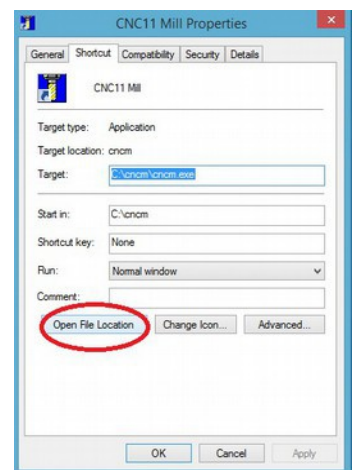 CNC11 Mill Properties
General Shortcut Compatibility Security Details
CNC11 Mill
Target type: Application
Target location: cncm
Target: C:\cncm\cncm.exe
Start in: C:\cncm
Shortcut key: None
Run: Normal window
Comment:
Open File Location Change Icon... Advanced...
OK Cancel Apply